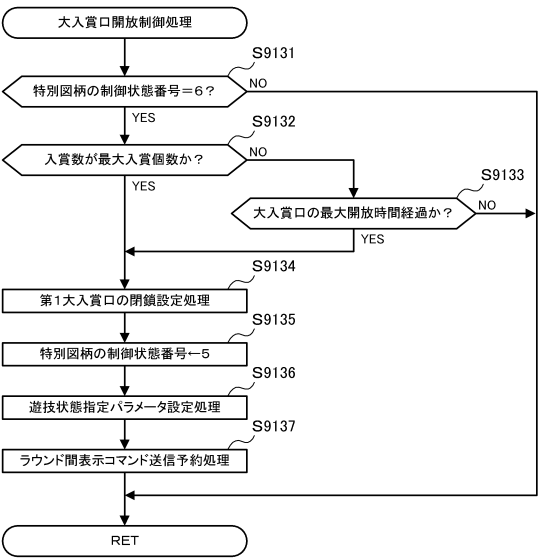 大入賞口開放制御処理
S9131
特別図柄の制御状態番号＝６？
NO
YES
S9132
入賞数が最大入賞個数か？
NO
YES
S9133
大入賞口の最大開放時間経過か？
NO
YES
S9134
第１大入賞口の閉鎖設定処理
S9135
特別図柄の制御状態番号←５
S9136
遊技状態指定パラメータ設定処理
S9137
ラウンド間表示コマンド送信予約処理
RET